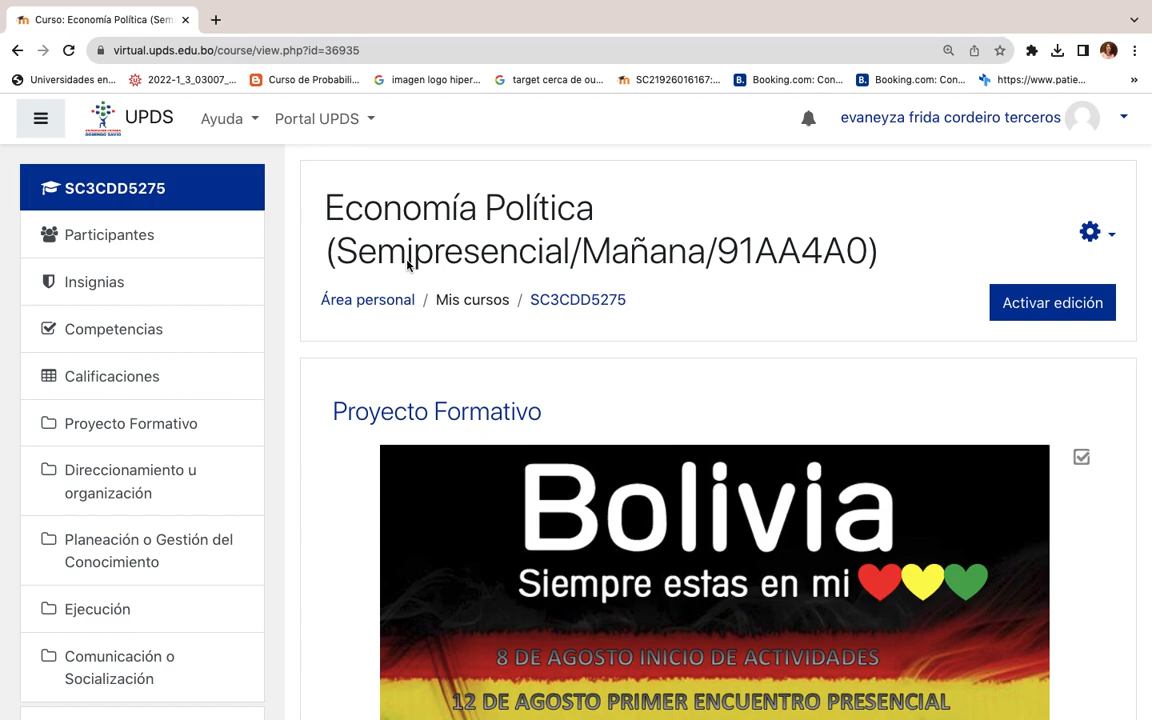 Curso: Economía Política (Sem
virtual.upds.edu.bo/course/view.php?id=36935
Universidades en...
2022-1_3_03007_...
Curso de Probabili...
imagen logo hiper...
target cerca de ou...
SC21926016167:...
Booking.com: Con...
Booking.com: Con...
https://www.patie...
»
UPDS
Ayuda
Portal UPDS
evaneyza frida cordeiro terceros
SC3CDD5275
Participantes
Insignias
Competencias
Calificaciones
Proyecto Formativo
Direccionamiento u
organización
Planeación o Gestión del
Conocimiento
Ejecución
Comunicación o
Socialización
Economía Política
(Semipresencial/Mañana/91AA4A0)
Área personal / Mis cursos / SC3CDD5275
Activar edición
Proyecto Formativo
Bolivia
Siempre estas en mi
8 DE AGOSTO INICIO DE ACTIVIDADES
12 DE AGOSTO PRIMER ENCUENTRO PRESENCIAL